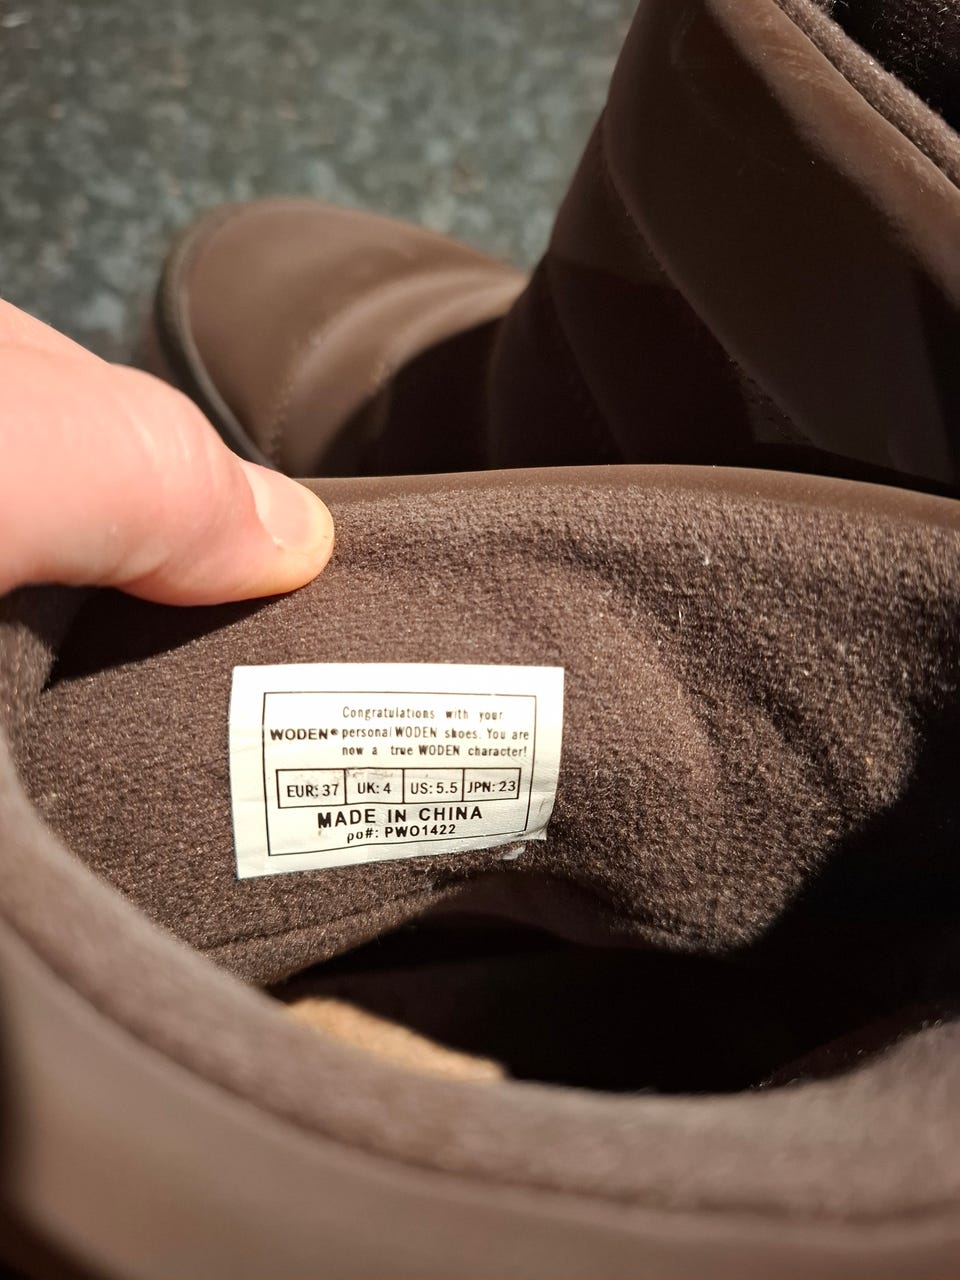 Congratulations with your
WODEN® personal WODEN shoes. You are
now a true WODEN character!
EUR: 37 UK: 4 US: 5.5 JPN: 23
MADE IN CHINA
po#: PWO1422